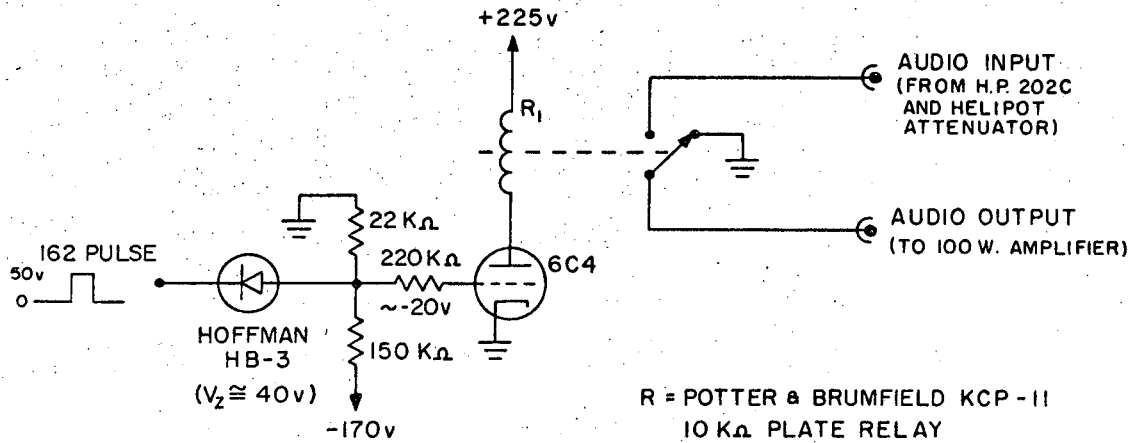 +225v
R₁
AUDIO INPUT
(FROM H.P. 202C
AND HELIPOT
ATTENUATOR)
22 KΩ
220 KΩ
6C4
~-20v
162 PULSE
50v
0
AUDIO OUTPUT
(TO 100 W. AMPLIFIER)
HOFFMAN
HB-3
(V_Z ≅ 40v)
150 KΩ
-170v
R = POTTER & BRUMFIELD KCP-11
10 KΩ PLATE RELAY